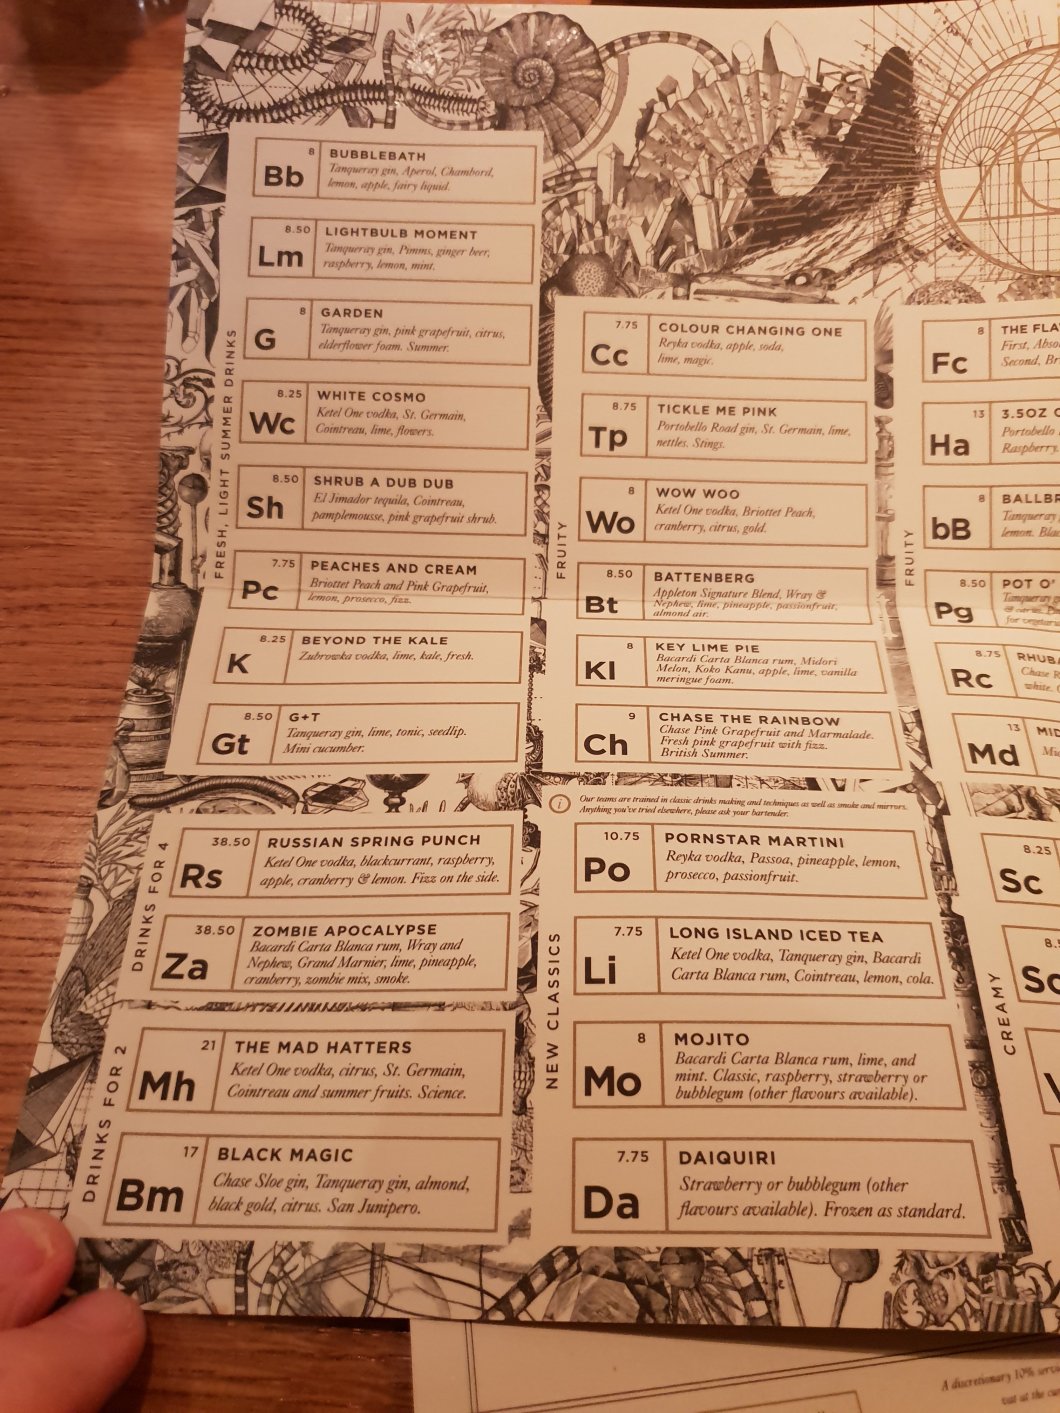 FRESH, LIGHT SUMMER DRINKS
8
Bb
BUBBLEBATH
Tanqueray gin, Aperol, Chambord,
lemon, apple, fairy liquid.
8.50
Lm
LIGHTBULB MOMENT
Tanqueray gin, Pimms, ginger beer,
raspberry, lemon, mint.
8
G
GARDEN
Tanqueray gin, pink grapefruit, citrus,
elderflower foam. Summer.
8.25
Wc
WHITE COSMO
Ketel One vodka, St. Germain,
Cointreau, lime, flowers.
8.50
Sh
SHRUB A DUB DUB
El Jimador tequila, Cointreau,
pamplemousse, pink grapefruit shrub.
7.75
Pc
PEACHES AND CREAM
Briottet Peach and Pink Grapefruit,
lemon, prosecco, fizz.
8.25
K
BEYOND THE KALE
Zubrowka vodka, lime, kale, fresh.
8.50
Gt
G+T
Tanqueray gin, lime, tonic, seedlip.
Mini cucumber.
DRINKS FOR 4
38.50
Rs
RUSSIAN SPRING PUNCH
Ketel One vodka, blackcurrant, raspberry,
apple, cranberry & lemon. Fizz on the side.
38.50
Za
ZOMBIE APOCALYPSE
Bacardi Carta Blanca rum, Wray and
Nephew, Grand Marnier, lime, pineapple,
cranberry, zombie mix, smoke.
DRINKS FOR 2
21
Mh
THE MAD HATTERS
Ketel One vodka, citrus, St. Germain,
Cointreau and summer fruits. Science.
17
Bm
BLACK MAGIC
Chase Sloe gin, Tanqueray gin, almond,
black gold, citrus. San Junipero.
FRUITY
7.75
Cc
COLOUR CHANGING ONE
Reyka vodka, apple, soda,
lime, magic.
8.75
Tp
TICKLE ME PINK
Portobello Road gin, St. Germain, lime,
nettles. Stings.
8
Wo
WOW WOO
Ketel One vodka, Briottet Peach,
cranberry, citrus, gold.
8.50
Bt
BATTENBERG
Appleton Signature Blend, Wray &
Nephew, lime, pineapple, passionfruit,
almond air.
8
Kl
KEY LIME PIE
Bacardi Carta Blanca rum, Midori
Melon, Koko Kanu, apple, lime, vanilla
meringue foam.
9
Ch
CHASE THE RAINBOW
Chase Pink Grapefruit and Marmalade.
Fresh pink grapefruit with fizz.
British Summer.
i
Our teams are trained in classic drinks making and techniques as well as smoke and mirrors.
Anything you've tried elsewhere, please ask your bartender.
NEW CLASSICS
10.75
Po
PORNSTAR MARTINI
Reyka vodka, Passoa, pineapple, lemon,
prosecco, passionfruit.
7.75
Li
LONG ISLAND ICED TEA
Ketel One vodka, Tanqueray gin, Bacardi
Carta Blanca rum, Cointreau, lemon, cola.
8
Mo
MOJITO
Bacardi Carta Blanca rum, lime, and
mint. Classic, raspberry, strawberry or
bubblegum (other flavours available).
7.75
Da
DAIQUIRI
Strawberry or bubblegum (other
flavours available). Frozen as standard.
FRUITY
8
Fc
THE
First,
Second,
13
Ha
3.5OZ
Portobello
Raspberry.
8
bB
Tanqueray
lemon.
8.50
Pg
POT O'
Tanqueray
8.75
Rc
Chase
white.
13
Md
CREAMY
8.25
Sc
A discretionary 10%